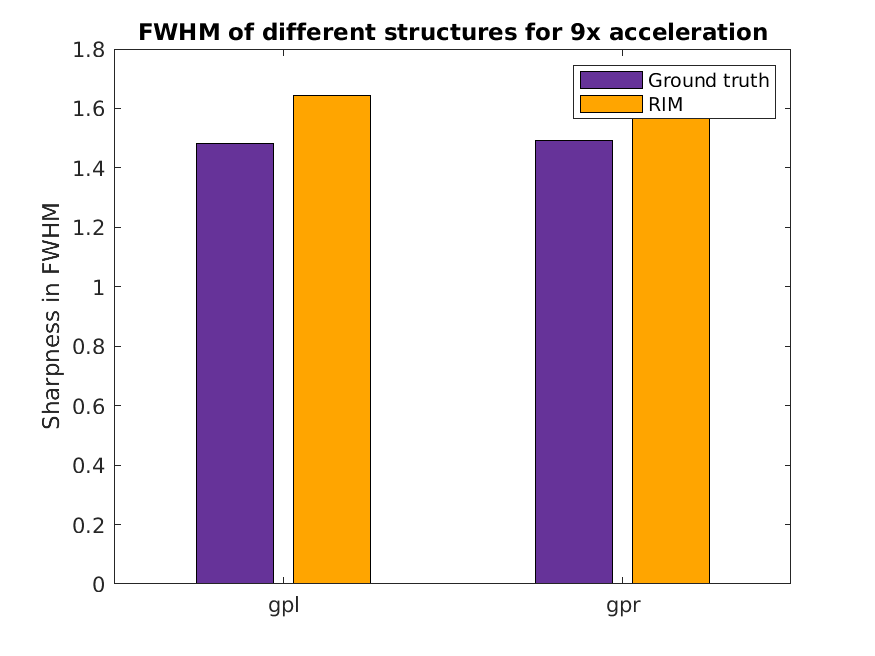 FWHM of different structures for 9x acceleration
1.8
1.6
1.4
1.2
1
0.8
0.6
0.4
0.2
0
Sharpness in FWHM
Ground truth
RIM
gpl
gpr